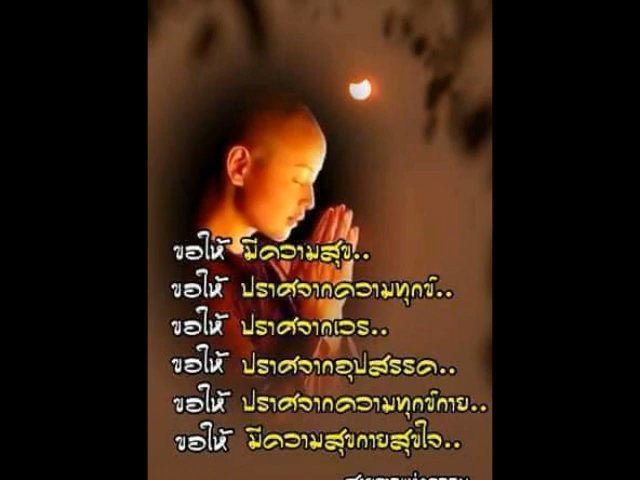 ขอให้ มีความสุข..
ขอให้ ปราศจากความทุกข์..
ขอให้ ปราศจากเวร..
ขอให้ ปราศจากอุปสรรค..
ขอให้ ปราศจากความทุกข์กาย..
ขอให้ มีความสุขกายสุขใจ..